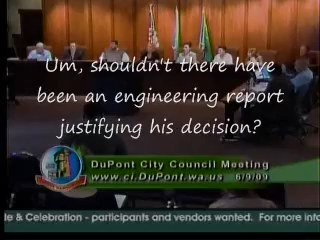 Um, shouldn't there have
been an engineering report
justifying his decision?
DuPont City Council Meeting
www.ci.DuPont.wa.us 6/9/09
& Celebration - participants and vendors wanted. For more info